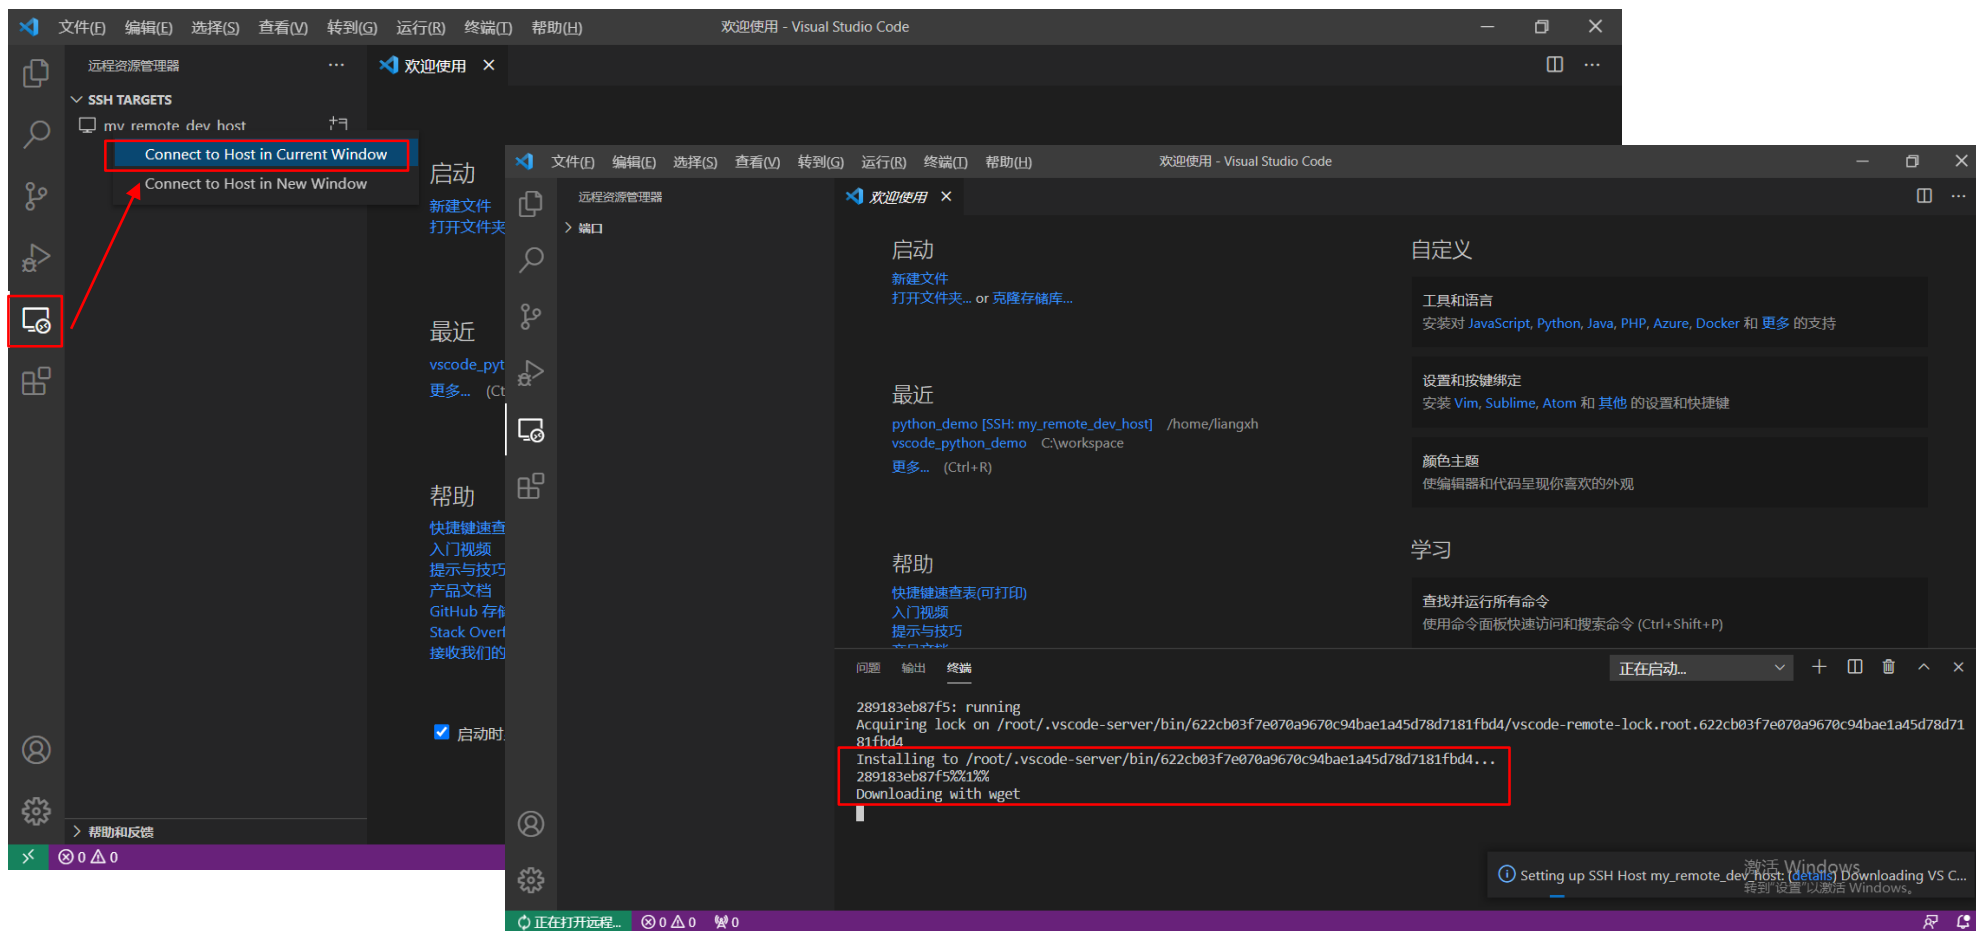 文件(F) 编辑(E) 选择(S) 查看(V) 转到(G) 运行(R) 终端(T) 帮助(H) 欢迎使用 - Visual Studio Code
远程资源管理器 ···
欢迎使用
SSH TARGETS
my_remote_dev_host
Connect to Host in Current Window
Connect to Host in New Window
启动
新建文件
打开文件夹
最近
vscode_pyt
更多... (Ct
帮助
快捷键速查
入门视频
提示与技巧
产品文档
GitHub 存储
Stack Overf
接收我们的
启动时
帮助和反馈
0 0
文件(F) 编辑(E) 选择(S) 查看(V) 转到(G) 运行(R) 终端(T) 帮助(H) 欢迎使用 - Visual Studio Code
远程资源管理器
欢迎使用
端口
启动
新建文件
打开文件夹... or 克隆存储库...
最近
python_demo [SSH: my_remote_dev_host] /home/liangxh
vscode_python_demo C:\workspace
更多... (Ctrl+R)
帮助
快捷键速查表(可打印)
入门视频
提示与技巧
产品文档
自定义
工具和语言
安装对 JavaScript, Python, Java, PHP, Azure, Docker 和 更多 的支持
设置和按键绑定
安装 Vim, Sublime, Atom 和 其他 的设置和快捷键
颜色主题
使编辑器和代码呈现你喜欢的外观
学习
查找并运行所有命令
使用命令面板快速访问和搜索命令 (Ctrl+Shift+P)
问题 输出 终端 正在启动...
289183eb87f5: running
Acquiring lock on /root/.vscode-server/bin/622cb03f7e070a9670c94bae1a45d78d7181fbd4/vscode-remote-lock.root.622cb03f7e070a9670c94bae1a45d78d71
81fbd4
Installing to /root/.vscode-server/bin/622cb03f7e070a9670c94bae1a45d78d7181fbd4...
289183eb87f5%%1%%
Downloading with wget
激活 Windows
Setting up SSH Host my_remote_dev_host: (details) Downloading VS C...
转到"设置"以激活 Windows。
正在打开远程... 0 0 0